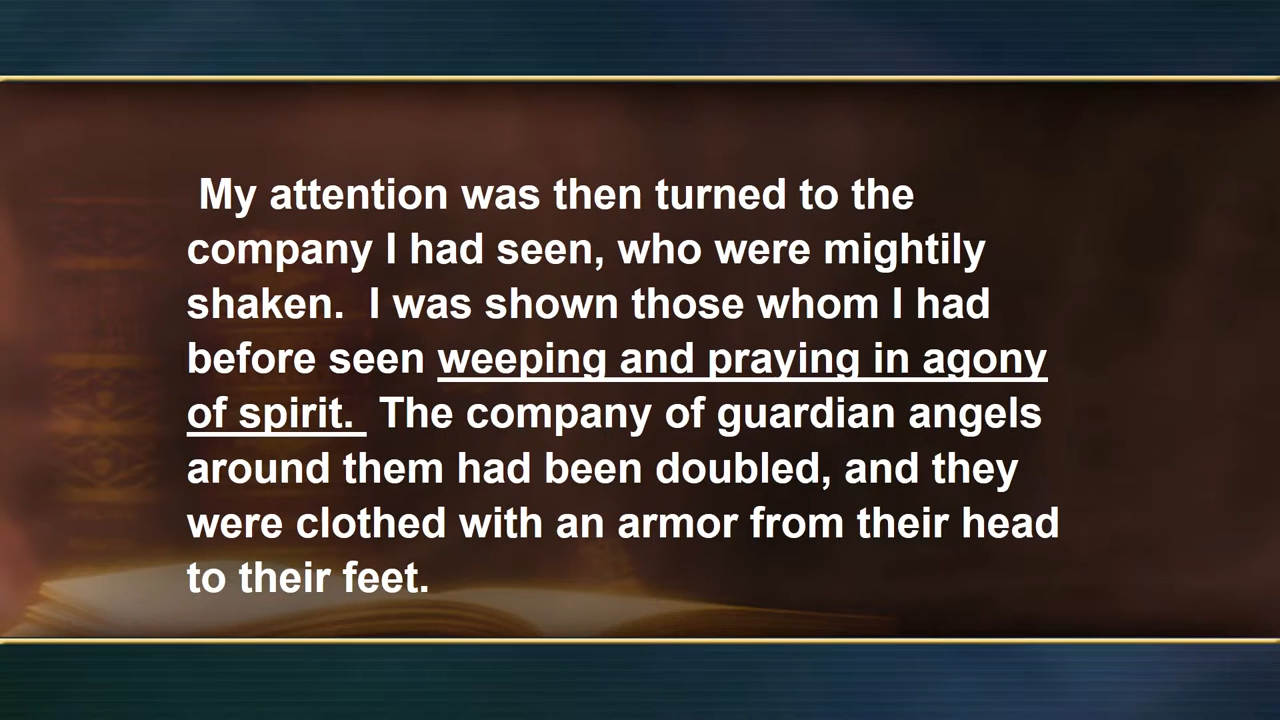 My attention was then turned to the
company I had seen, who were mightily
shaken.  I was shown those whom I had
before seen weeping and praying in agony
of spirit.  The company of guardian angels
around them had been doubled, and they
were clothed with an armor from their head
to their feet.